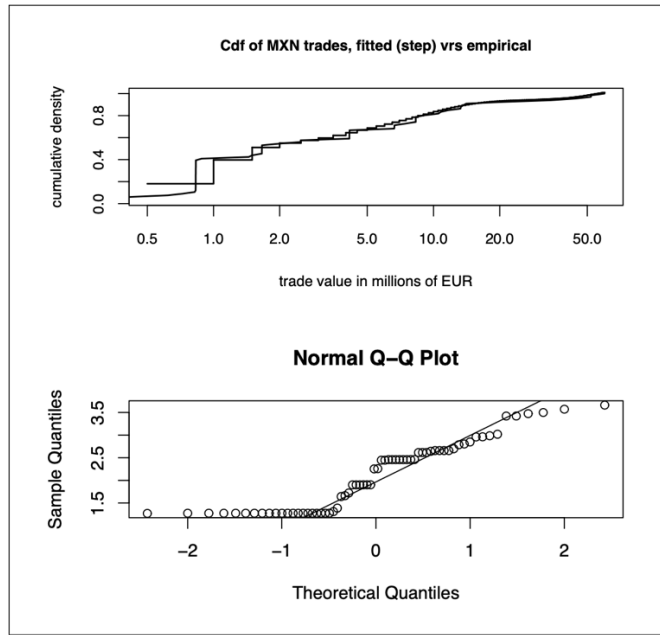 Cdf of MXN trades, fitted (step) vrs empirical
cumulative density
0.0 0.4 0.8
0.5 1.0 2.0 5.0 10.0 20.0 50.0
trade value in millions of EUR
Normal Q−Q Plot
Sample Quantiles
1.5 2.5 3.5
−2 −1 0 1 2
Theoretical Quantiles